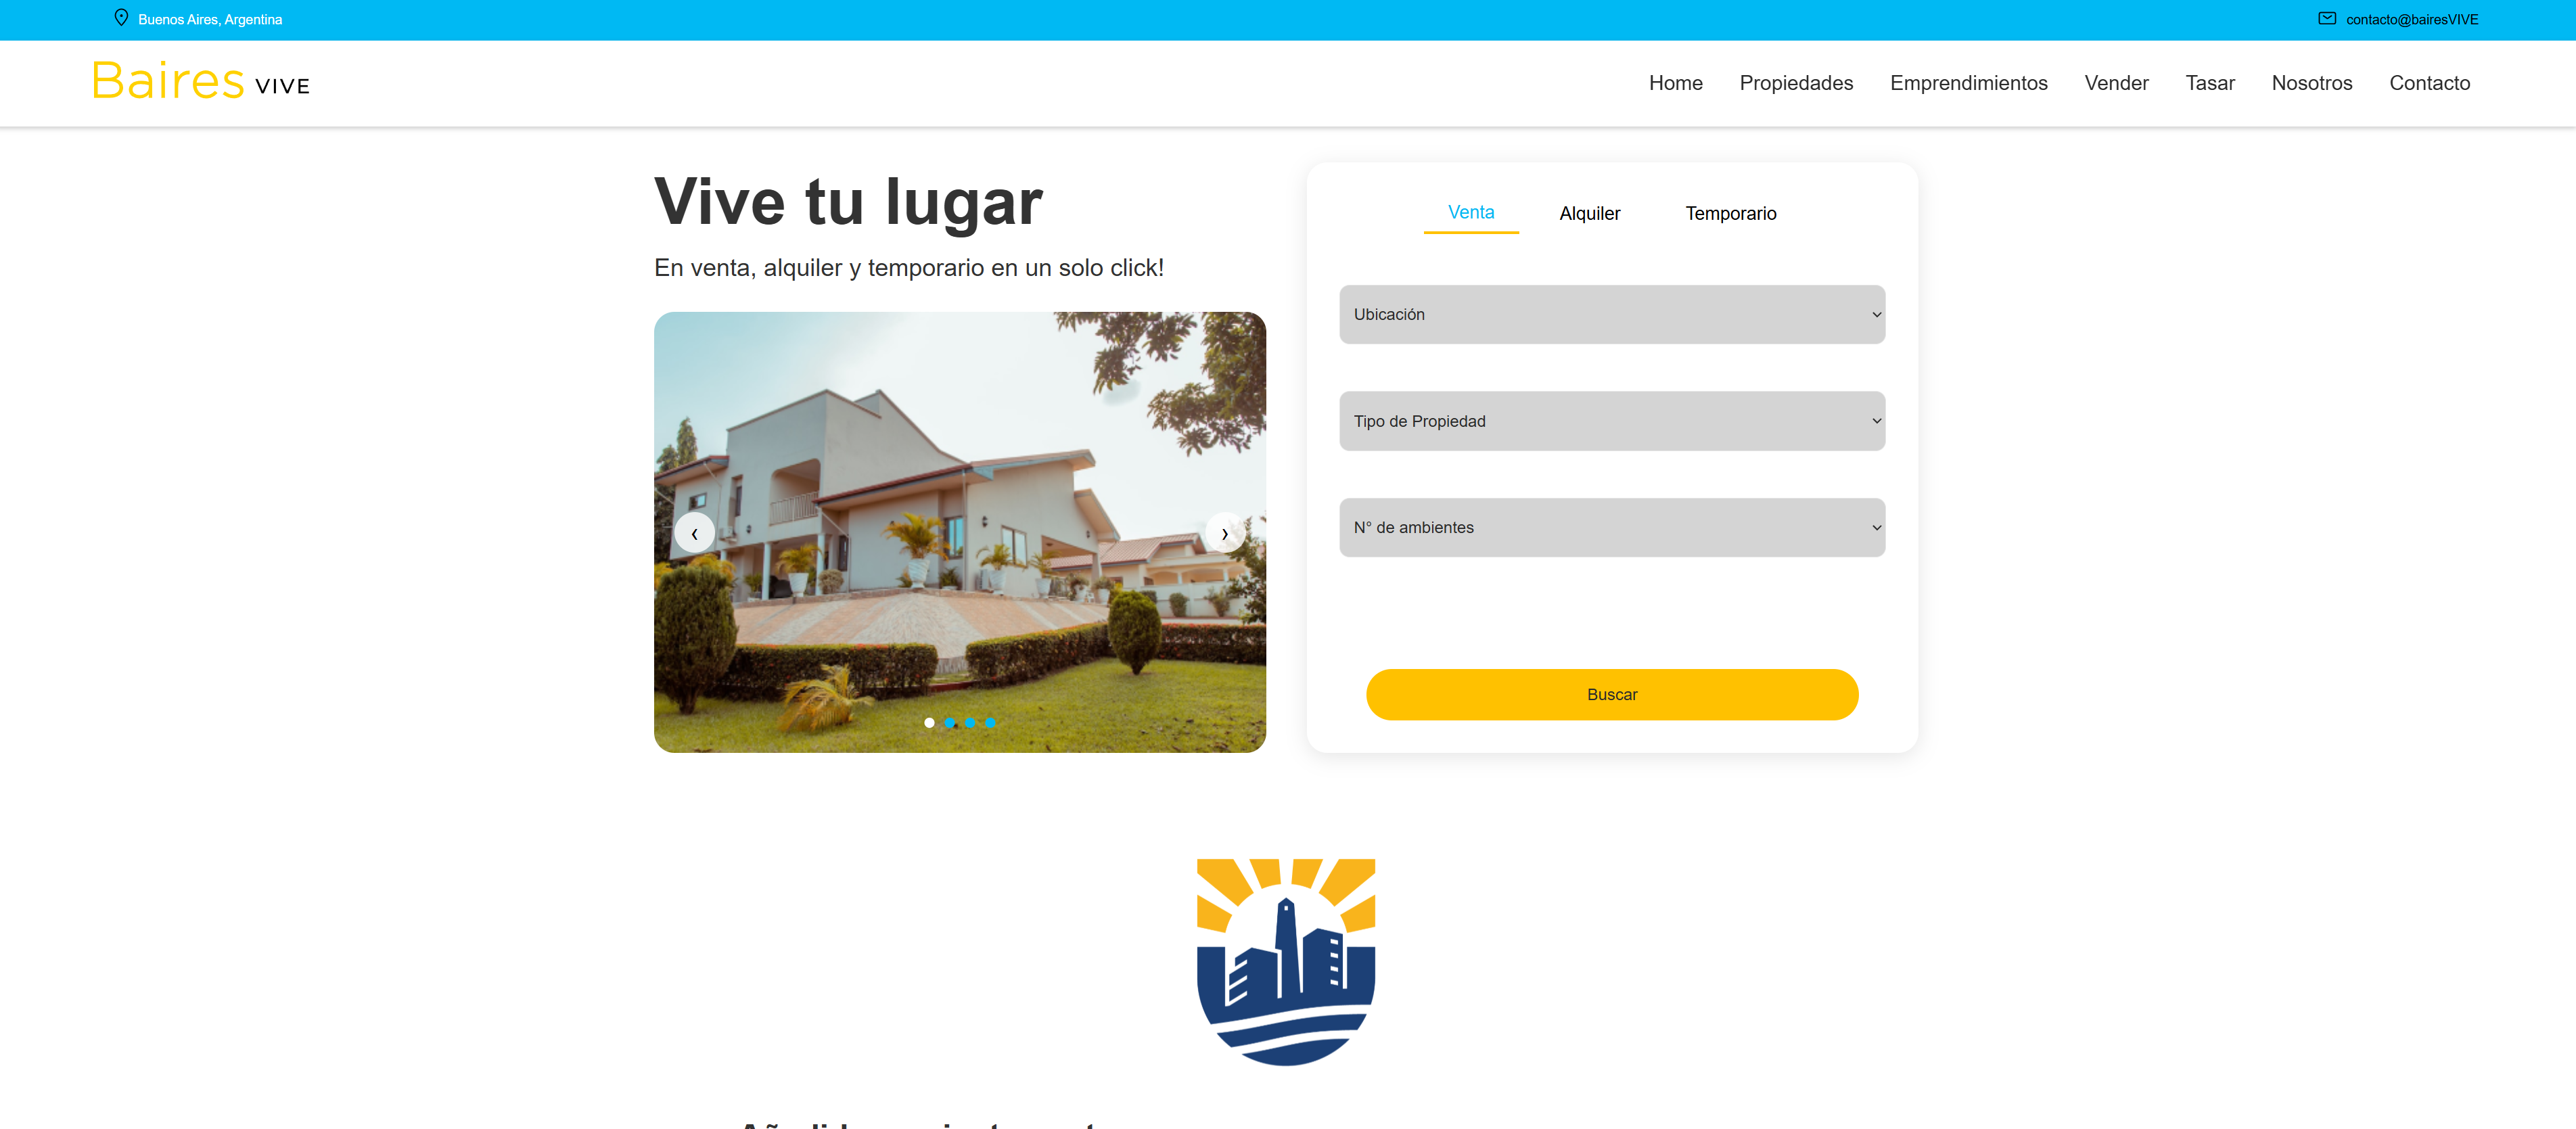 Buenos Aires, Argentina
contacto@bairesVIVE
Baires VIVE
Home Propiedades Emprendimientos Vender Tasar Nosotros Contacto
Vive tu lugar
En venta, alquiler y temporario en un solo click!
Venta Alquiler Temporario
Ubicación
Tipo de Propiedad
N° de ambientes
Buscar